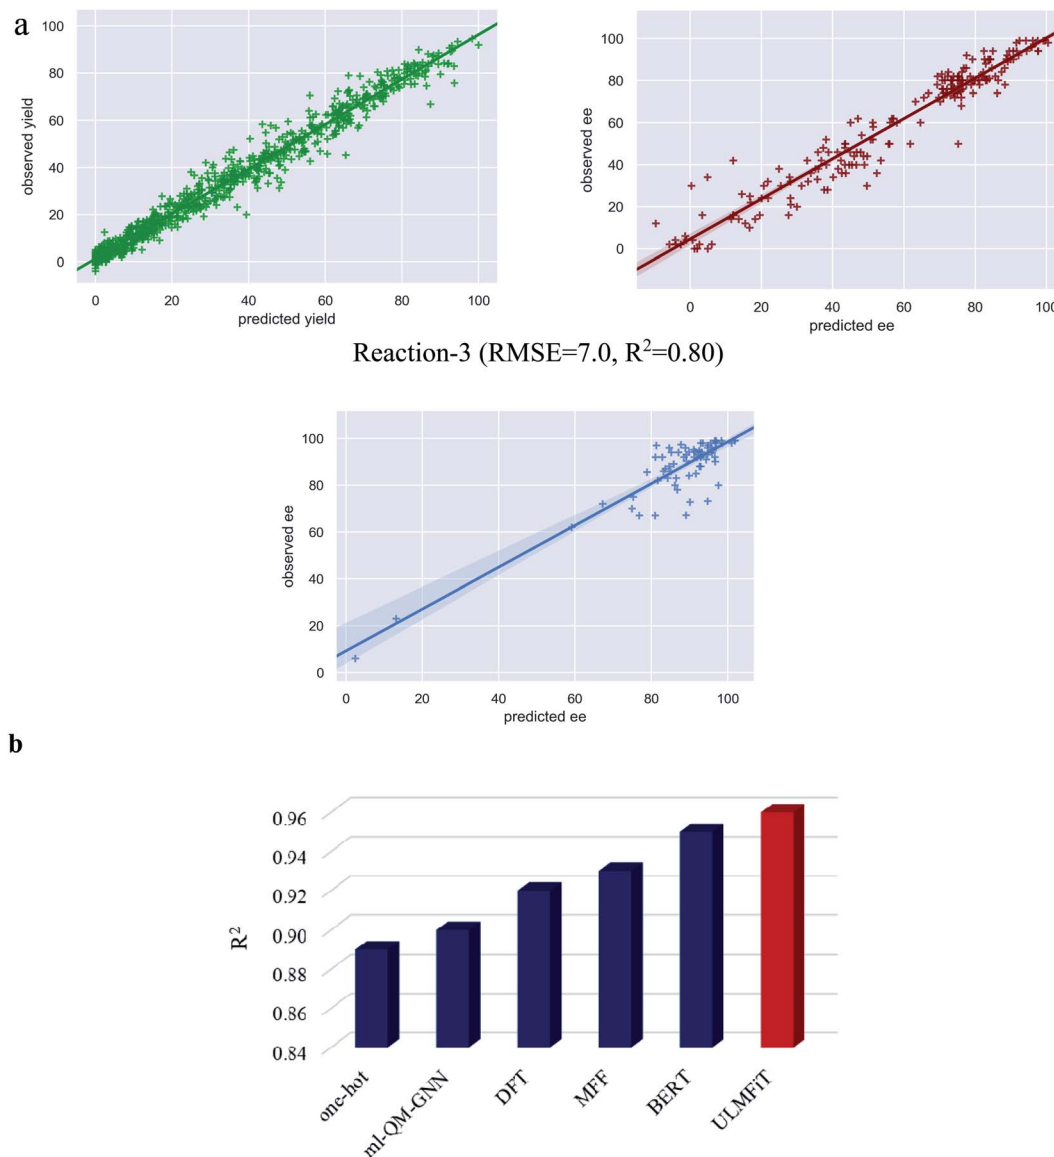 a
100
80
60
40
20
0
observed yield
0 20 40 60 80 100
predicted yield
100
80
60
40
20
0
observed ee
0 20 40 60 80 100
predicted ee
Reaction-3 (RMSE=7.0, R²=0.80)
100
80
60
40
20
0
observed ee
0 20 40 60 80 100
predicted ee
b
0.96
0.94
0.92
0.90
0.88
0.86
0.84
R²
one-hot
ml-QM-GNN
DFT
MFF
BERT
ULMFiT